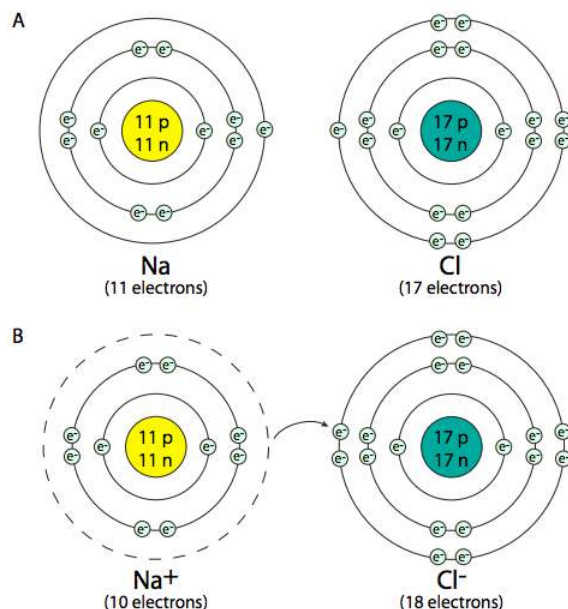 A
e⁻ e⁻
e⁻ e⁻
e⁻ e⁻
11 p
e⁻ e⁻ e⁻
11 n
e⁻ e⁻
Na
(11 electrons)
e⁻ e⁻
e⁻ e⁻
e⁻ e⁻ e⁻
17 p
e⁻ e⁻ e⁻
17 n
e⁻ e⁻ e⁻
e⁻ e⁻
e⁻ e⁻
Cl
(17 electrons)
B
e⁻ e⁻
e⁻ e⁻
11 p
e⁻ e⁻
11 n
e⁻ e⁻
e⁻ e⁻
Na+
(10 electrons)
e⁻ e⁻
e⁻ e⁻
e⁻ e⁻ e⁻ e⁻
17 p
e⁻ e⁻
17 n
e⁻ e⁻ e⁻ e⁻
e⁻ e⁻
e⁻ e⁻
Cl-
(18 electrons)